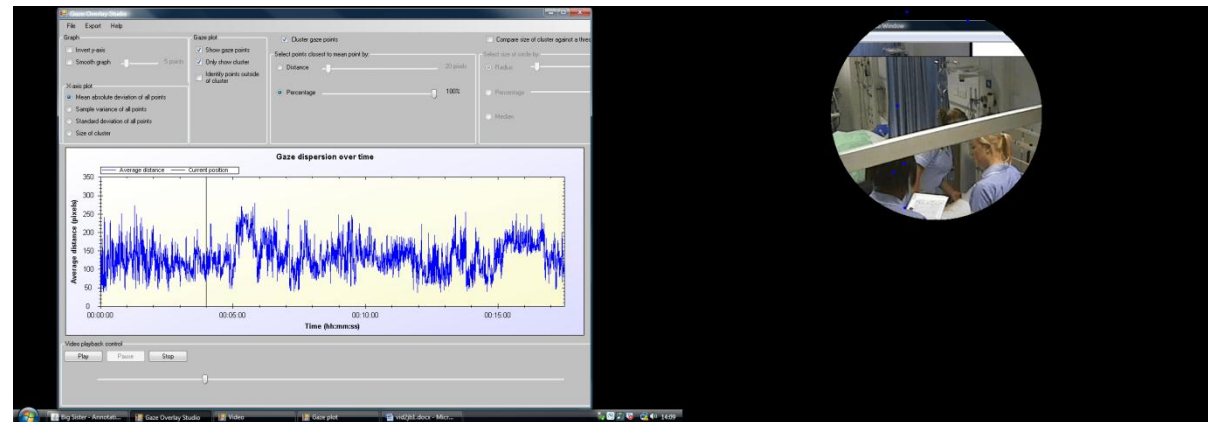 Gaze Overlay Studio
File Export Help
Graph
Invert y-axis
Smooth graph 5 points
X-axis plot
Mean absolute deviation of all points
Sample variance of all points
Standard deviation of all points
Size of cluster
Gaze plot
Show gaze points
Only show cluster
Identify points outside
of cluster
Cluster gaze points
Select points closest to mean point by:
Distance 20 pixels
Percentage 100%
Compare size of cluster against a thres
Select size of circle by:
Radius
Percentage
Median
Window
Gaze dispersion over time
Average distance Current position
Average distance (pixels)
350
300
250
200
150
100
50
0
00:00:00 00:05:00 00:10:00 00:15:00
Time (hh:mm:ss)
Video playback control
Play Pause Stop
Big Sister - Annotati... Gaze Overlay Studio Video Gaze plot vid2jbl.docx - Micr... 14:09